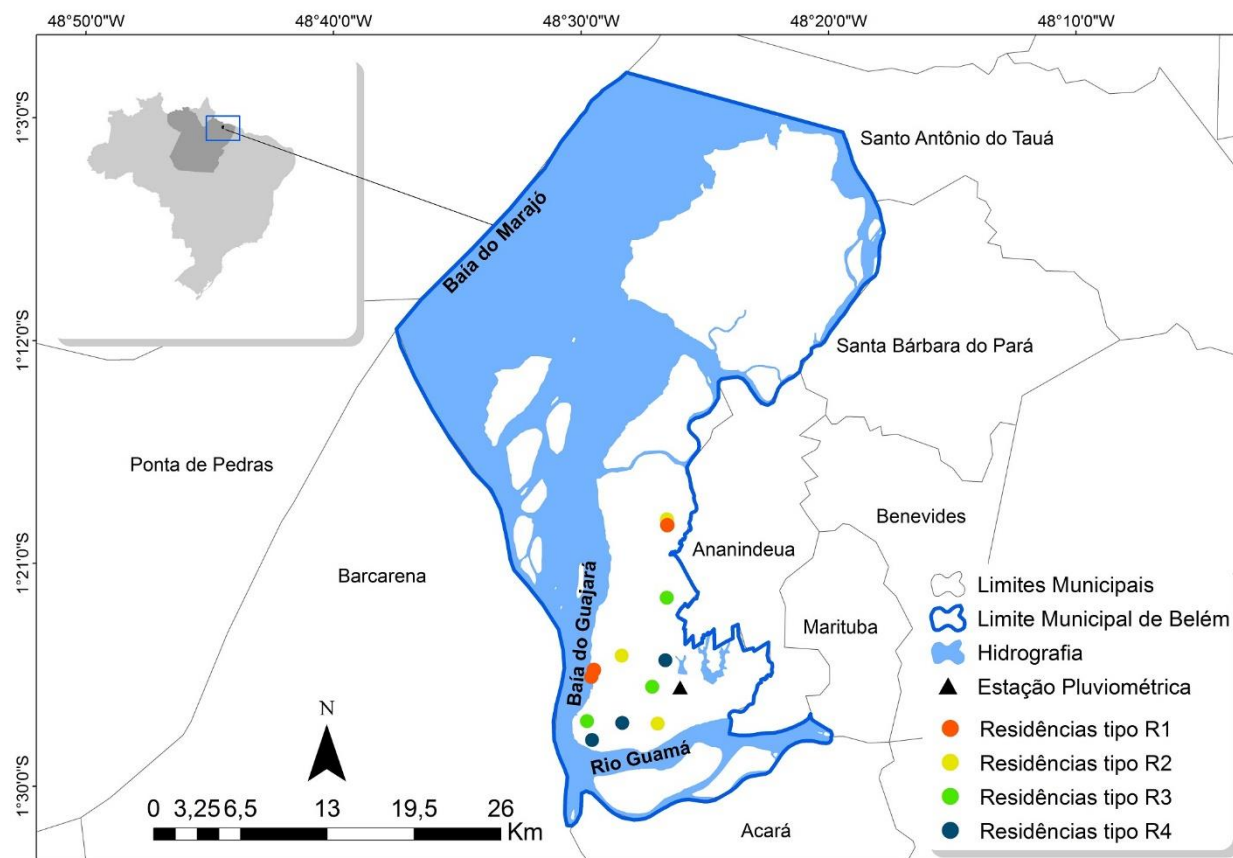 48°50'0"W
48°40'0"W
48°30'0"W
48°20'0"W
48°10'0"W
1°3'0"S
1°12'0"S
1°21'0"S
1°30'0"S
Santo Antônio do Tauá
Baía do Marajó
Santa Bárbara do Pará
Ponta de Pedras
Benevides
Ananindeua
Barcarena
Baía do Guajará
Marituba
Rio Guamá
Acará
N
0 3,25 6,5 13 19,5 26
Km
Limites Municipais
Limite Municipal de Belém
Hidrografia
Estação Pluviométrica
Residências tipo R1
Residências tipo R2
Residências tipo R3
Residências tipo R4